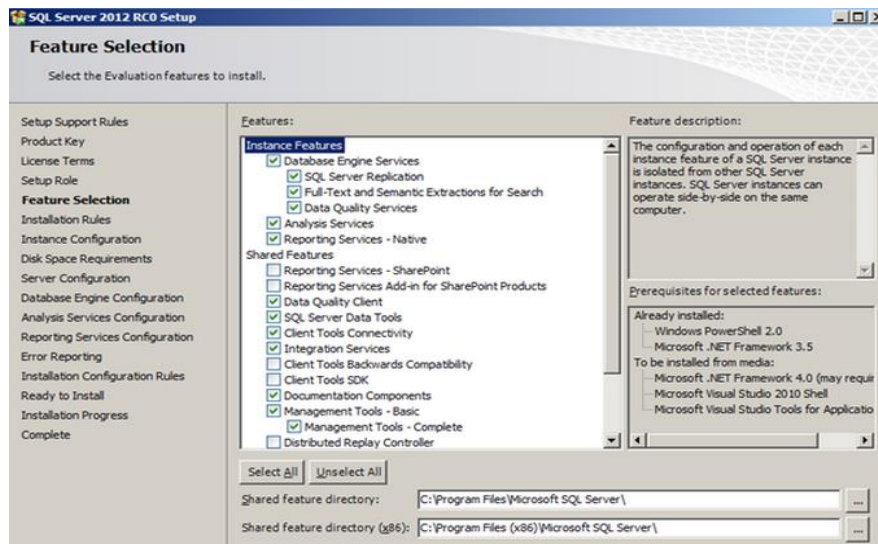 SQL Server 2012 RC0 Setup
Feature Selection
Select the Evaluation features to install.
Setup Support Rules
Product Key
License Terms
Setup Role
Feature Selection
Installation Rules
Instance Configuration
Disk Space Requirements
Server Configuration
Database Engine Configuration
Analysis Services Configuration
Reporting Services Configuration
Error Reporting
Installation Configuration Rules
Ready to Install
Installation Progress
Complete
Features:
Instance Features
Database Engine Services
SQL Server Replication
Full-Text and Semantic Extractions for Search
Data Quality Services
Analysis Services
Reporting Services - Native
Shared Features
Reporting Services - SharePoint
Reporting Services Add-in for SharePoint Products
Data Quality Client
SQL Server Data Tools
Client Tools Connectivity
Integration Services
Client Tools Backwards Compatibility
Client Tools SDK
Documentation Components
Management Tools - Basic
Management Tools - Complete
Distributed Replay Controller
Feature description:
The configuration and operation of each
instance feature of a SQL Server instance
is isolated from other SQL Server
instances. SQL Server instances can
operate side-by-side on the same
computer.
Prerequisites for selected features:
Already installed:
Windows PowerShell 2.0
Microsoft .NET Framework 3.5
To be installed from media:
Microsoft .NET Framework 4.0 (may requir
Microsoft Visual Studio 2010 Shell
Microsoft Visual Studio Tools for Applicatio
Select All
Unselect All
Shared feature directory:
C:\Program Files\Microsoft SQL Server\
...
Shared feature directory (x86):
C:\Program Files (x86)\Microsoft SQL Server\
...